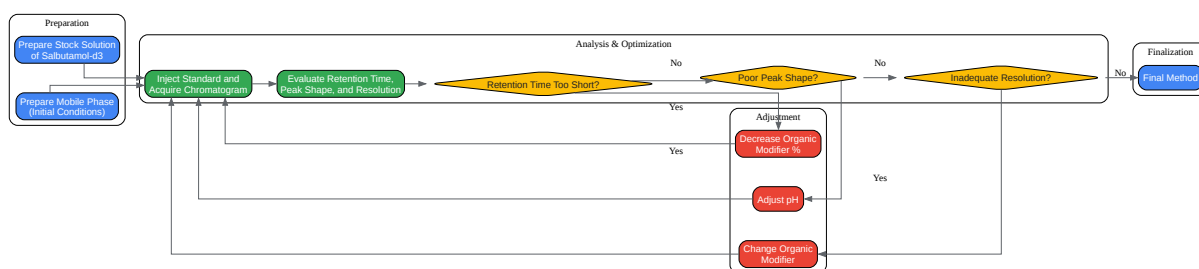 Preparation
Prepare Stock Solution
of Salbutamol-d3
Prepare Mobile Phase
(Initial Conditions)
Analysis & Optimization
Inject Standard and
Acquire Chromatogram
Evaluate Retention Time,
Peak Shape, and Resolution
Retention Time Too Short?
No
Poor Peak Shape?
No
Inadequate Resolution?
No
Finalization
Final Method
Yes
Adjustment
Decrease Organic
Modifier %
Yes
Yes
Adjust pH
Change Organic
Modifier